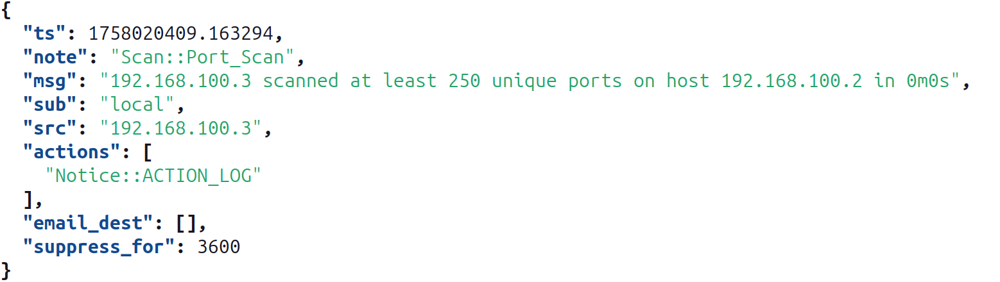 {
  "ts": 1758020409.163294,
  "note": "Scan::Port_Scan",
  "msg": "192.168.100.3 scanned at least 250 unique ports on host 192.168.100.2 in 0m0s",
  "sub": "local",
  "src": "192.168.100.3",
  "actions": [
    "Notice::ACTION_LOG"
  ],
  "email_dest": [],
  "suppress_for": 3600
}